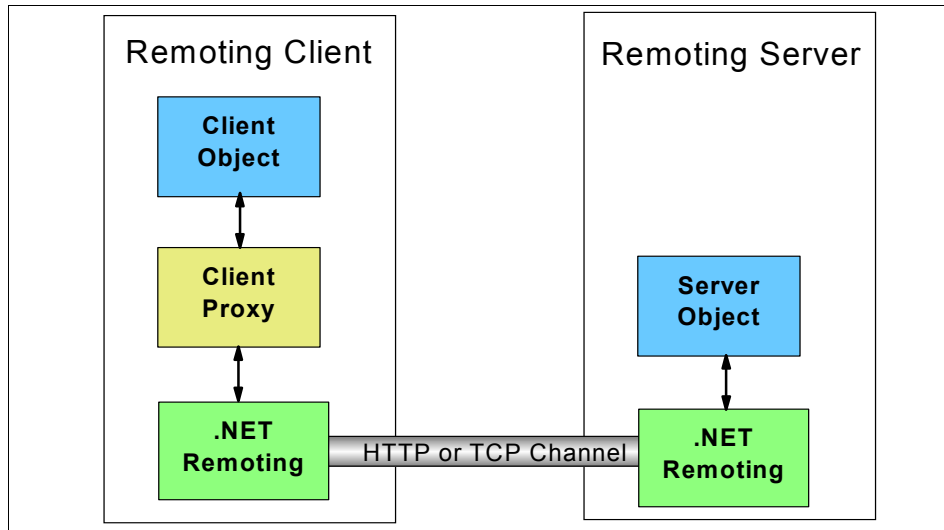 Remoting Client
Client
Object
Client
Proxy
.NET
Remoting
HTTP or TCP Channel
Remoting Server
Server
Object
.NET
Remoting